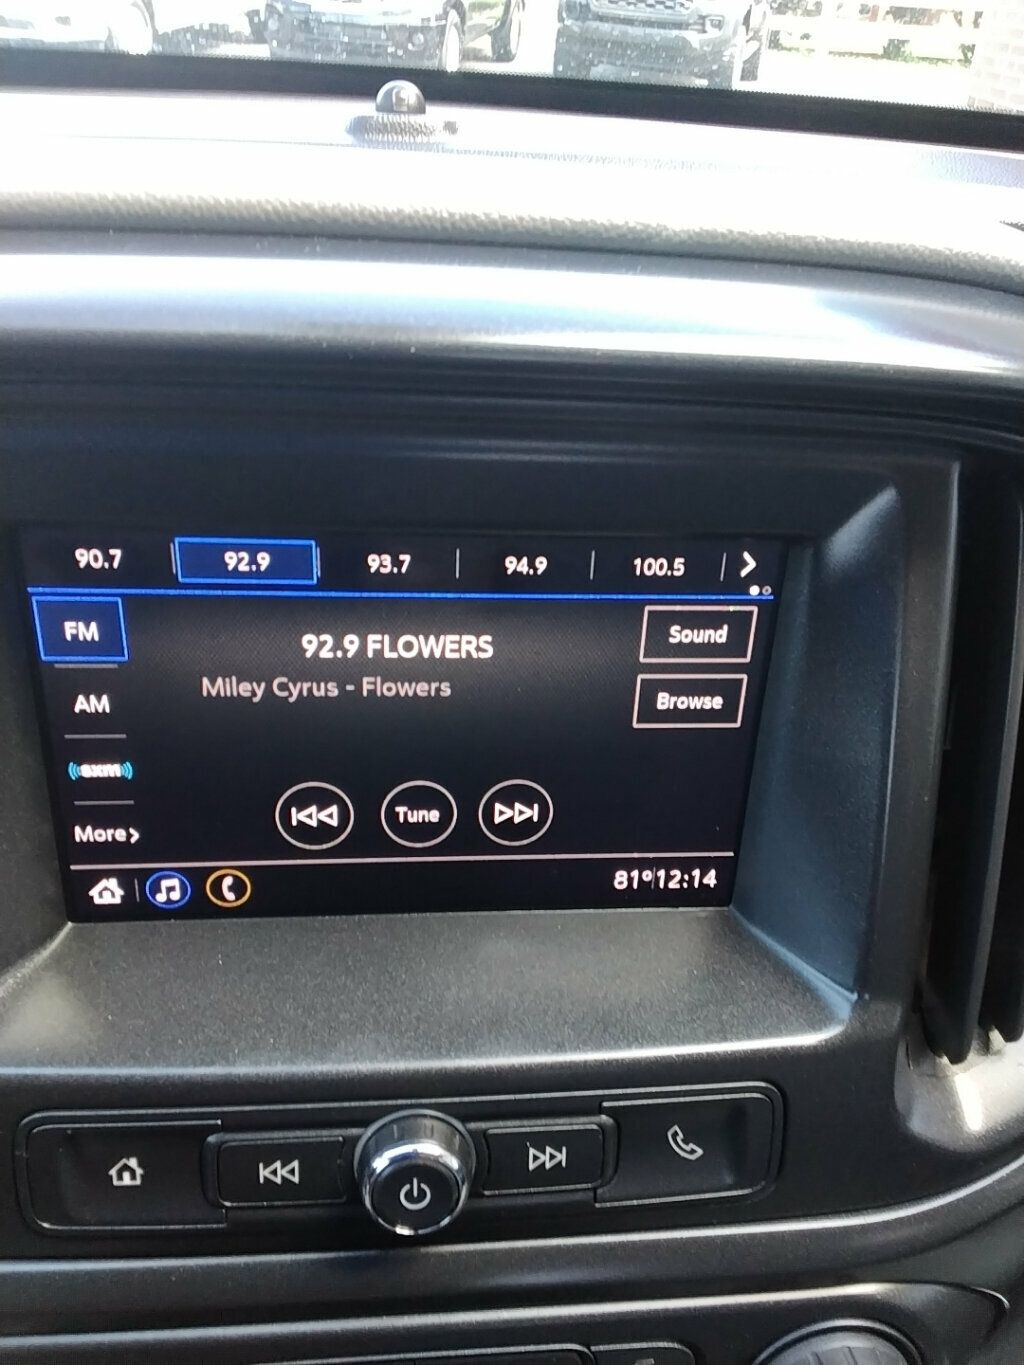 90.7 92.9 93.7 94.9 100.5
FM
92.9 FLOWERS
Sound
Miley Cyrus - Flowers
Browse
AM
sxm
Tune
More
81° 12:14